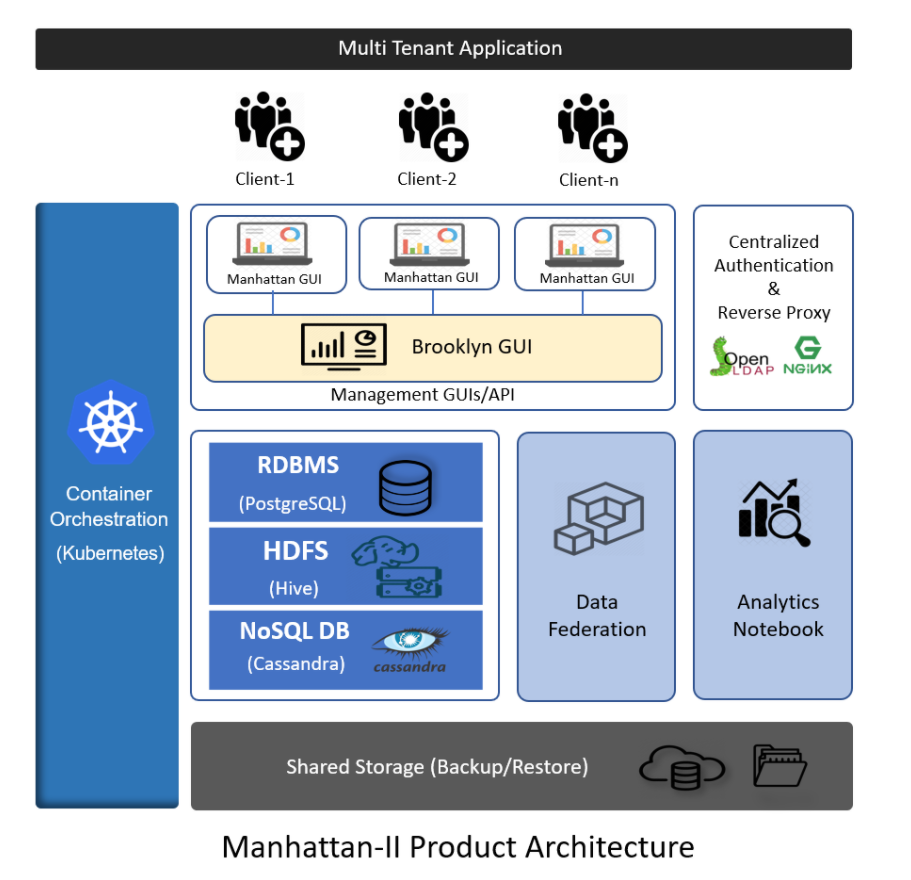 Multi Tenant Application
Client-1
Client-2
Client-n
Manhattan GUI
Manhattan GUI
Manhattan GUI
Brooklyn GUI
Management GUIs/API
Centralized
Authentication
&
Reverse Proxy
Open
LDAP
NGINX
Container
Orchestration
(Kubernetes)
RDBMS
(PostgreSQL)
HDFS
(Hive)
NoSQL DB
(Cassandra)
cassandra
Data
Federation
Analytics
Notebook
Shared Storage (Backup/Restore)
Manhattan-II Product Architecture